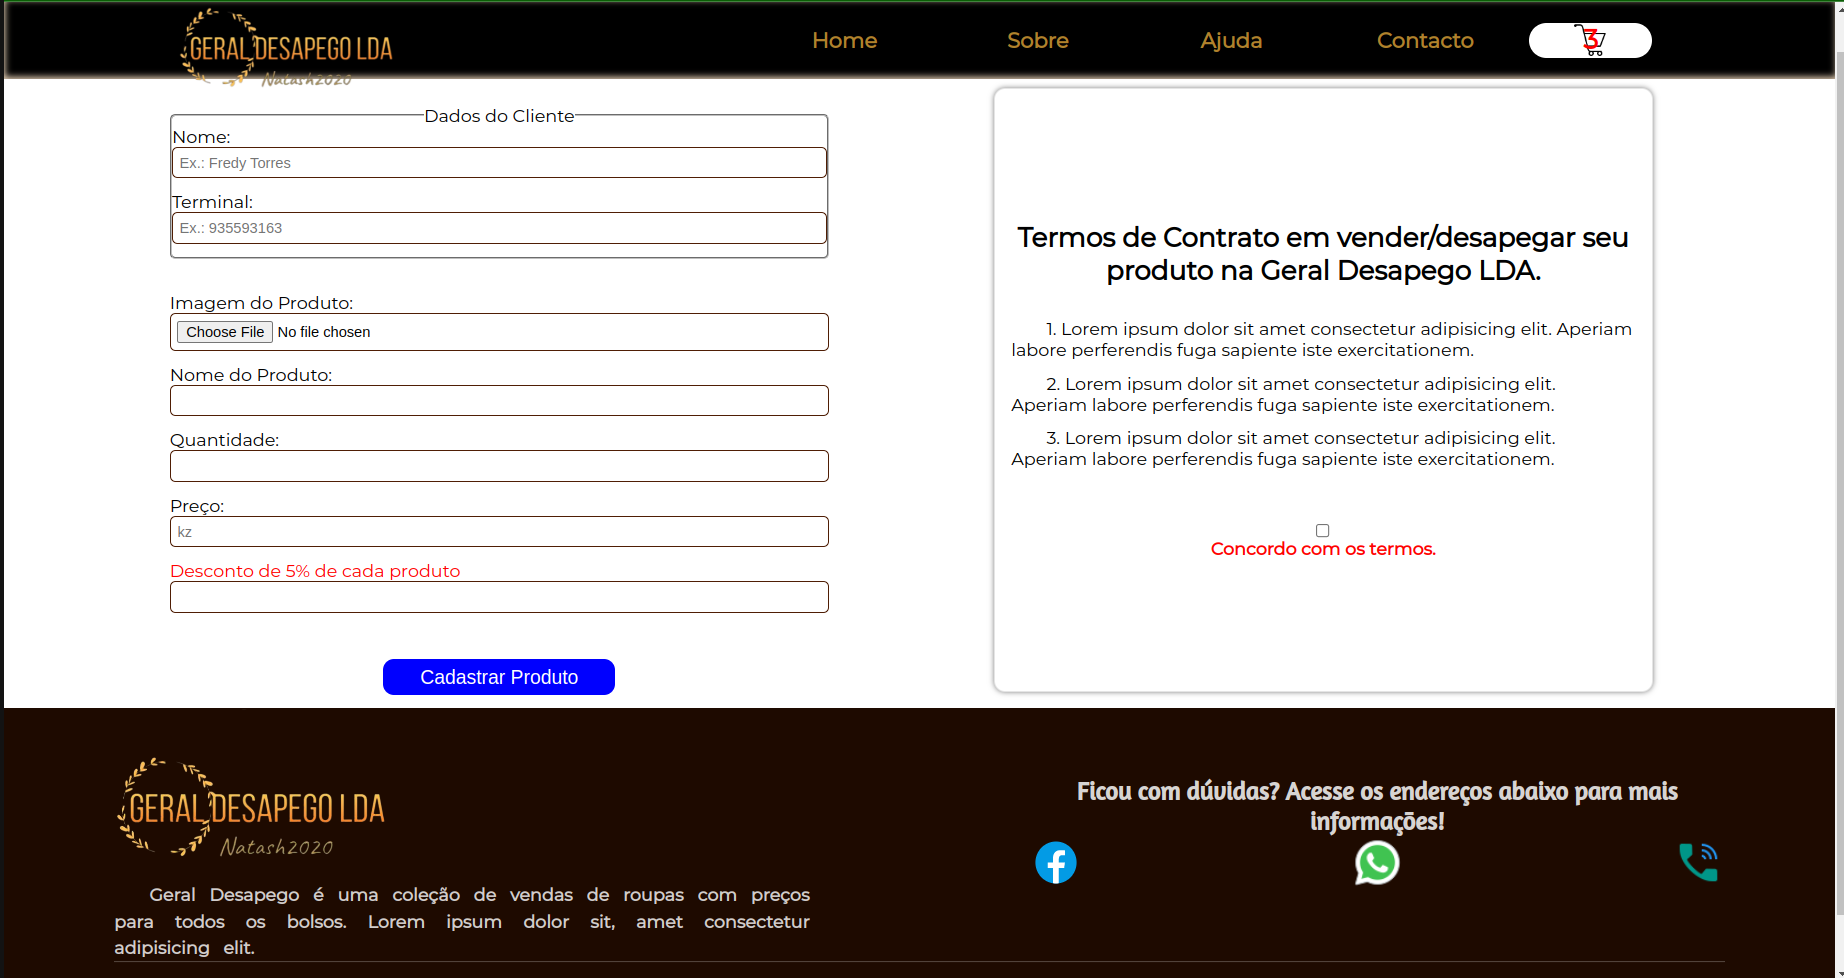 GERAL DESAPEGO LDA
Natash2020
Home
Sobre
Ajuda
Contacto
3
Dados do Cliente
Nome:
Ex.: Fredy Torres
Terminal:
Ex.: 935593163
Imagem do Produto:
Choose File No file chosen
Nome do Produto:
Quantidade:
Preço:
kz
Desconto de 5% de cada produto
Cadastrar Produto
Termos de Contrato em vender/desapegar seu
produto na Geral Desapego LDA.
1. Lorem ipsum dolor sit amet consectetur adipisicing elit. Aperiam
labore perferendis fuga sapiente iste exercitationem.
2. Lorem ipsum dolor sit amet consectetur adipisicing elit.
Aperiam labore perferendis fuga sapiente iste exercitationem.
3. Lorem ipsum dolor sit amet consectetur adipisicing elit.
Aperiam labore perferendis fuga sapiente iste exercitationem.
Concordo com os termos.
GERAL DESAPEGO LDA
Natash2020
Geral Desapego é uma coleção de vendas de roupas com preços
para todos os bolsos. Lorem ipsum dolor sit, amet consectetur
adipisicing elit.
Ficou com dúvidas? Acesse os endereços abaixo para mais
informações!